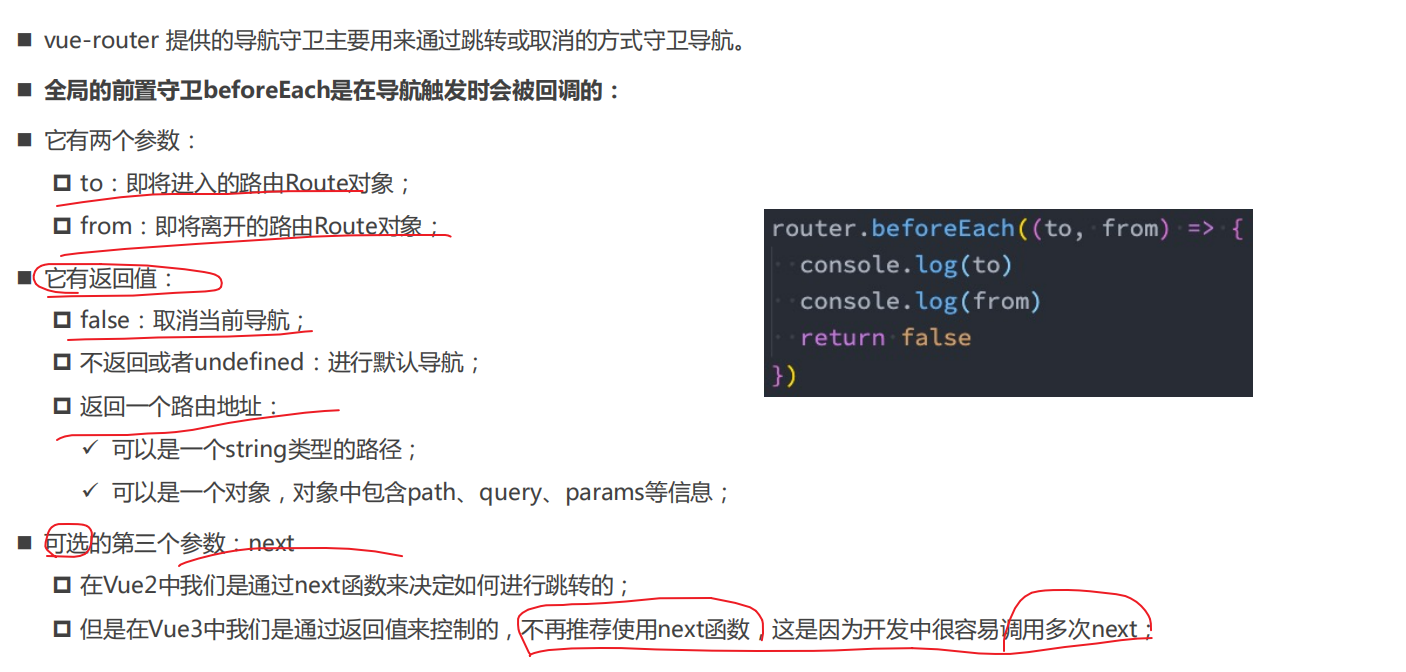 vue-router 提供的导航守卫主要用来通过跳转或取消的方式守卫导航。
全局的前置守卫beforeEach是在导航触发时会被回调的：
它有两个参数：
to：即将进入的路由Route对象；
from：即将离开的路由Route对象；
它有返回值：
false：取消当前导航；
不返回或者undefined：进行默认导航；
返回一个路由地址：
可以是一个string类型的路径；
可以是一个对象，对象中包含path、query、params等信息；
可选的第三个参数：next
在Vue2中我们是通过next函数来决定如何进行跳转的；
但是在Vue3中我们是通过返回值来控制的，不再推荐使用next函数，这是因为开发中很容易调用多次next；
router.beforeEach((to, from) => {
console.log(to)
console.log(from)
return false
})